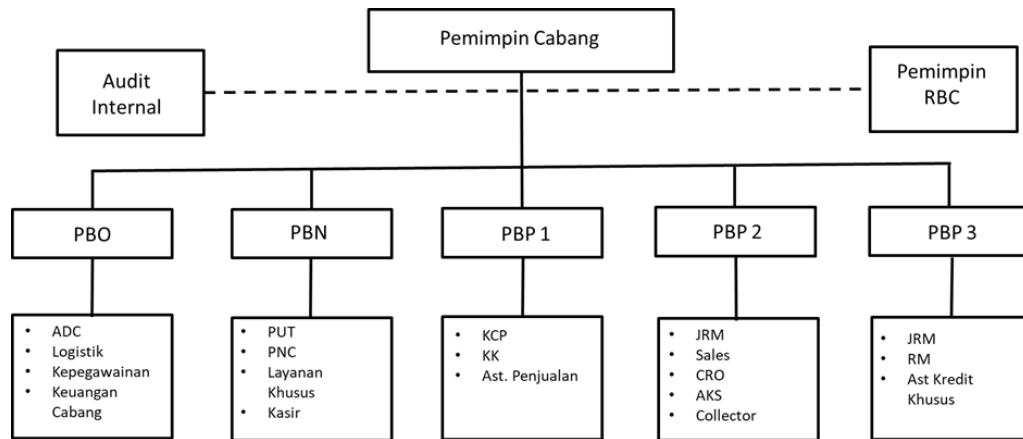 Pemimpin Cabang
Audit
Internal
Pemimpin
RBC
PBO
PBN
PBP 1
PBP 2
PBP 3
• ADC
• Logistik
• Kepegawainan
• Keuangan
Cabang
• PUT
• PNC
• Layanan
Khusus
• Kasir
• KCP
• KK
• Ast. Penjualan
• JRM
• Sales
• CRO
• AKS
• Collector
• JRM
• RM
• Ast Kredit
Khusus